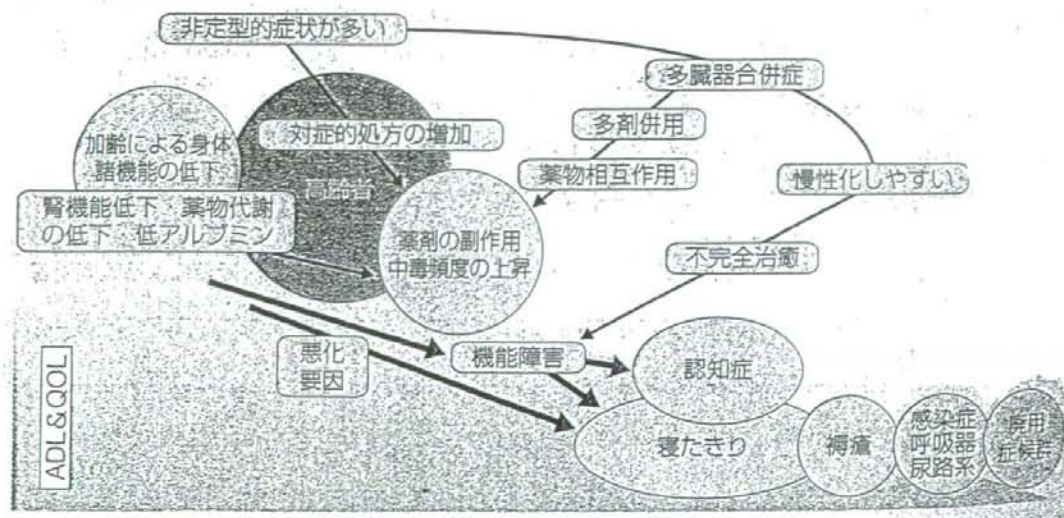 非定型的症状が多い
多臓器合併症
対症的処方の増加
多剤併用
加齢による身体
諸機能の低下
高齢者
薬物相互作用
慢性化しやすい
腎機能低下 薬物代謝
の低下 低アルブミン
薬剤の副作用
中毒頻度の上昇
不完全治癒
悪化
要因
機能障害
認知症
寝たきり
褥瘡
感染症
呼吸器
尿路系
廃用
症候群
ADL&QOL